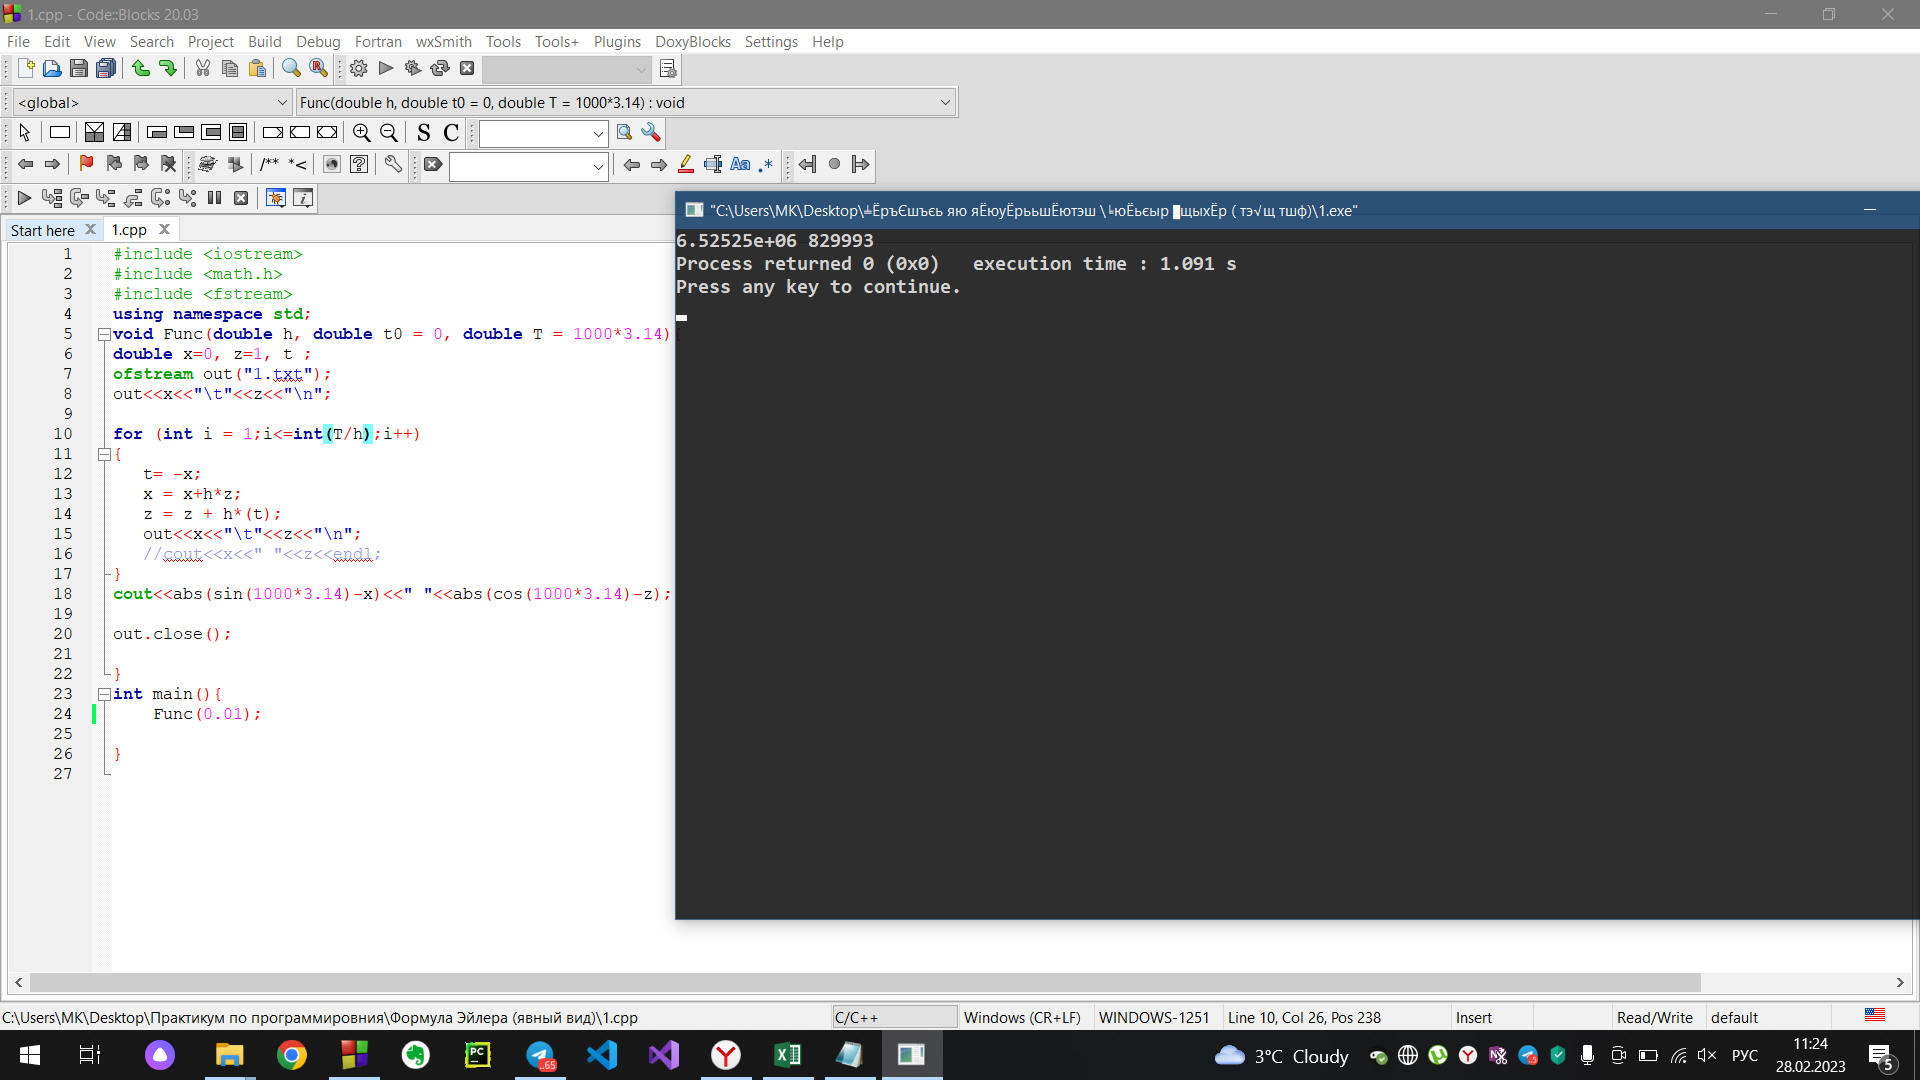 1.cpp - Code::Blocks 20.03
File Edit View Search Project Build Debug Fortran wxSmith Tools Tools+ Plugins DoxyBlocks Settings Help
<global>
Func(double h, double t0 = 0, double T = 1000*3.14) : void
S C
/** *<
Aa .*
Start here
1.cpp
1 #include <iostream>
2 #include <math.h>
3 #include <fstream>
4 using namespace std;
5 void Func(double h, double t0 = 0, double T = 1000*3.14)
6 double x=0, z=1, t ;
7 ofstream out("1.txt");
8 out<<x<<"\t"<<z<<"\n";
9
10 for (int i = 1;i<=int(T/h);i++)
11 {
12 t= -x;
13 x = x+h*z;
14 z = z + h*(t);
15 out<<x<<"\t"<<z<<"\n";
16 //cout<<x<<" "<<z<<endl;
17 }
18 cout<<abs(sin(1000*3.14)-x)<<" "<<abs(cos(1000*3.14)-z);
19
20 out.close();
21
22 }
23 int main(){
24 Func(0.01);
25
26 }
27
"C:\Users\MK\Desktop\╧ЁръЄшъєь яю яЁюуЁрьшЁютэш \╘юЁьєыр █щыхЁр ( тэ√щ тшф)\1.exe"
6.52525e+06 829993
Process returned 0 (0x0)   execution time : 1.091 s
Press any key to continue.
C:\Users\MK\Desktop\Практикум по программировния\Формула Эйлера (явный вид)\1.cpp
C/C++
Windows (CR+LF)
WINDOWS-1251
Line 10, Col 26, Pos 238
Insert
Read/Write
default
PC
..65
3°C Cloudy
РУС
11:24
28.02.2023
5